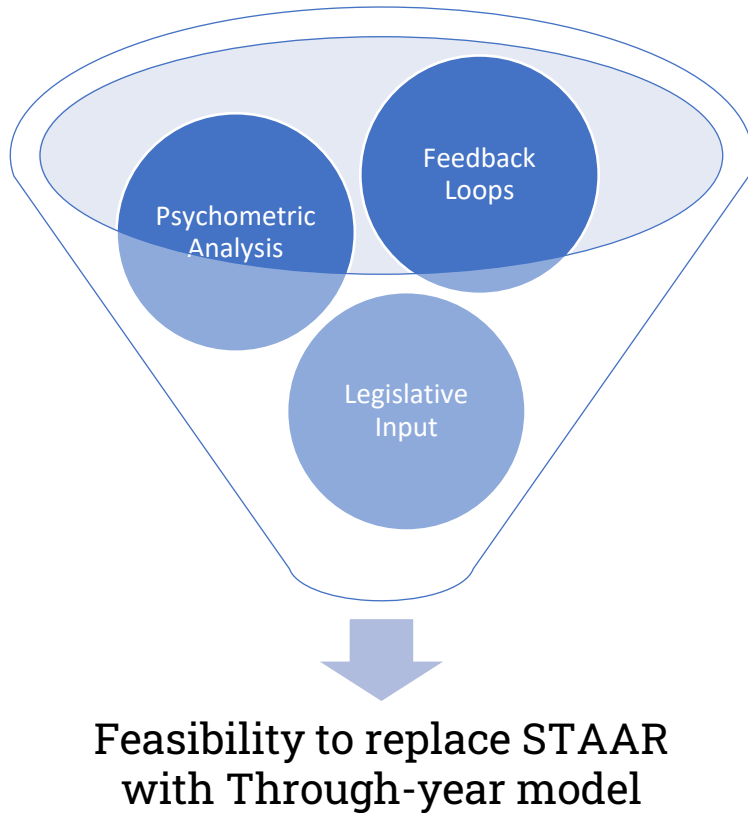 Feedback
Loops
Psychometric
Analysis
Legislative
Input
Feasibility to replace STAAR
with Through-year model